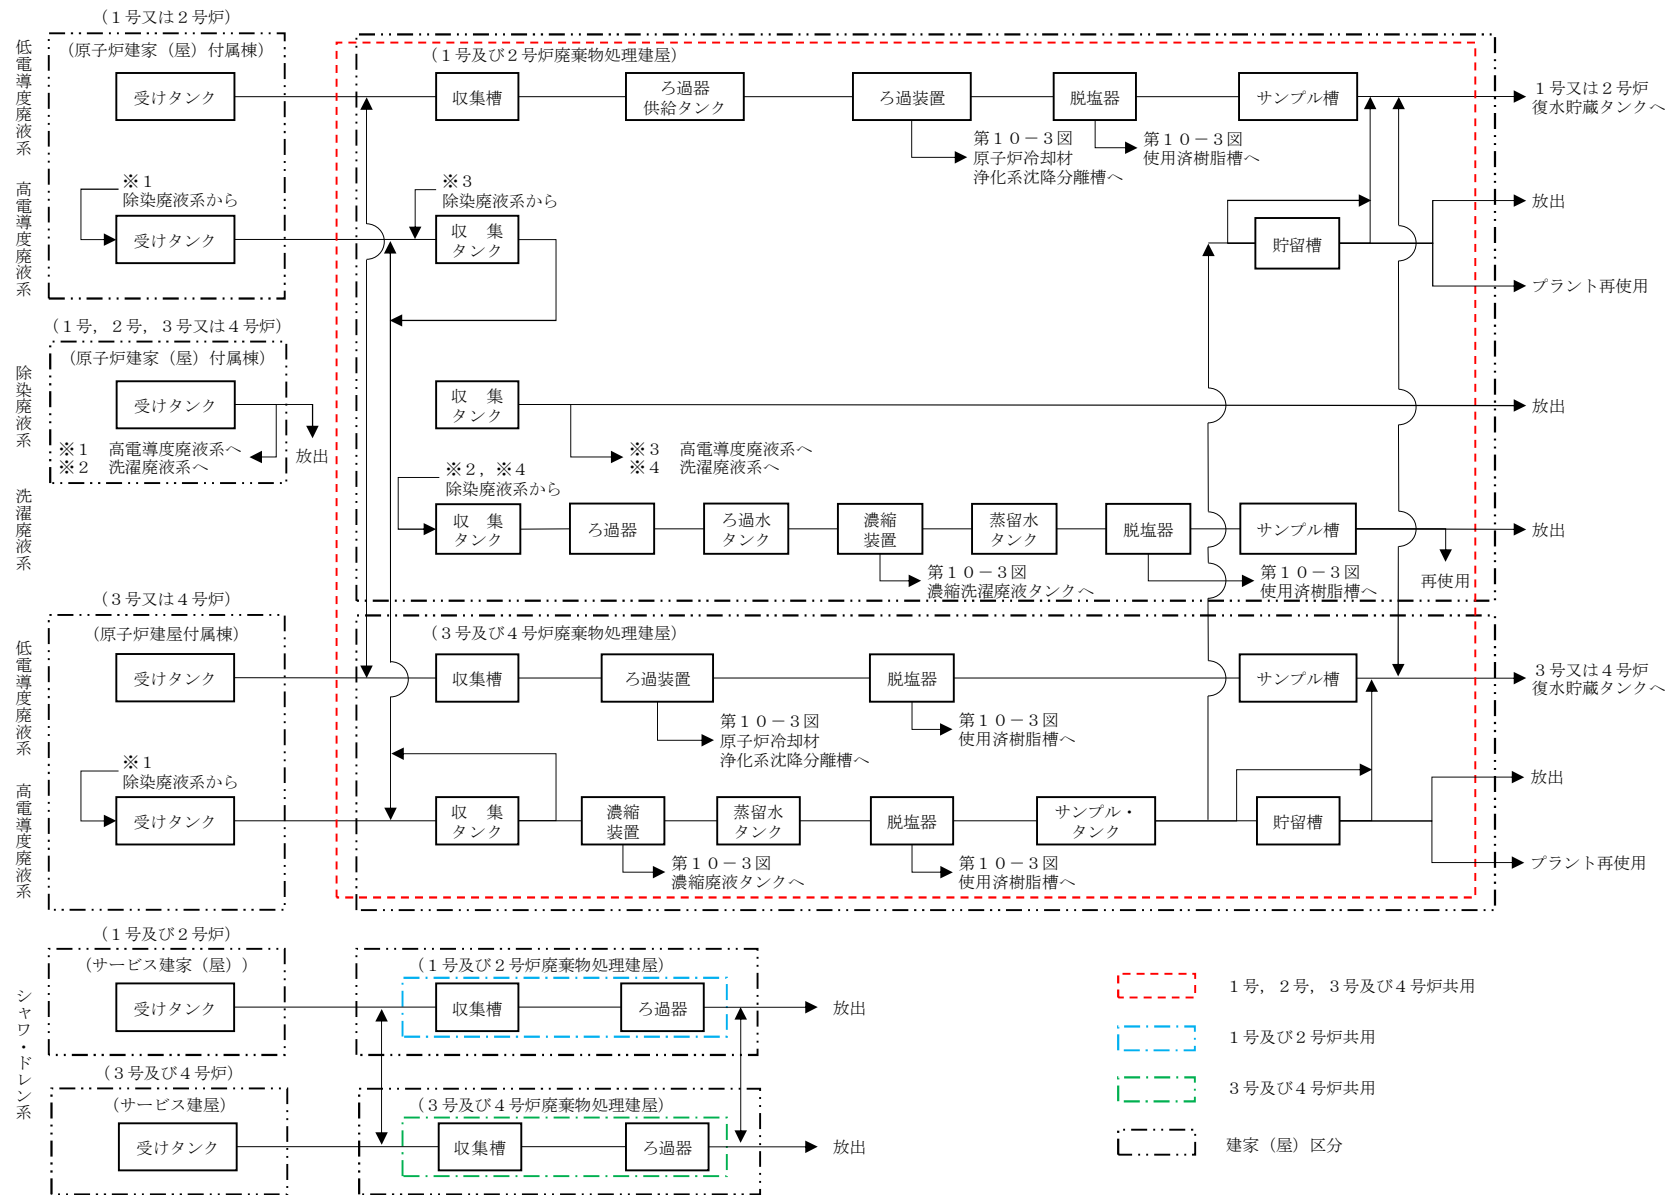 （１号又は２号炉）
低電導度廃液系
（原子炉建家（屋）付属棟）
（１号及び２号炉廃棄物処理建屋）
受けタンク
収集槽
ろ過器
供給タンク
ろ過装置
脱塩器
サンプル槽
１号又は２号炉
復水貯蔵タンクへ
第１０－３図
原子炉冷却材
浄化系沈降分離槽へ
第１０－３図
使用済樹脂槽へ
高電導度廃液系
※１
除染廃液系から
受けタンク
※３
除染廃液系から
収　集
タンク
貯留槽
放出
プラント再使用
（１号，２号，３号又は４号炉）
（原子炉建家（屋）付属棟）
除染廃液系
受けタンク
※１　高電導度廃液系へ
※２　洗濯廃液系へ
放出
収　集
タンク
※３　高電導度廃液系へ
※４　洗濯廃液系へ
放出
洗濯廃液系
※２，※４
除染廃液系から
収　集
タンク
ろ過器
ろ過水
タンク
濃縮
装置
蒸留水
タンク
脱塩器
サンプル槽
放出
再使用
第１０－３図
濃縮洗濯廃液タンクへ
第１０－３図
使用済樹脂槽へ
（３号又は４号炉）
（原子炉建屋付属棟）
（３号及び４号炉廃棄物処理建屋）
低電導度廃液系
受けタンク
収集槽
ろ過装置
脱塩器
サンプル槽
３号又は４号炉
復水貯蔵タンクへ
第１０－３図
原子炉冷却材
浄化系沈降分離槽へ
第１０－３図
使用済樹脂槽へ
高電導度廃液系
※１
除染廃液系から
受けタンク
収　集
タンク
濃縮
装置
蒸留水
タンク
脱塩器
サンプル・
タンク
貯留槽
放出
プラント再使用
第１０－３図
濃縮廃液タンクへ
第１０－３図
使用済樹脂槽へ
（１号及び２号炉）
（サービス建家（屋））
（１号及び２号炉廃棄物処理建屋）
シャワ・ドレン系
受けタンク
収集槽
ろ過器
放出
（３号及び４号炉）
（サービス建屋）
（３号及び４号炉廃棄物処理建屋）
受けタンク
収集槽
ろ過器
放出
１号，２号，３号及び４号炉共用
１号及び２号炉共用
３号及び４号炉共用
建家（屋）区分